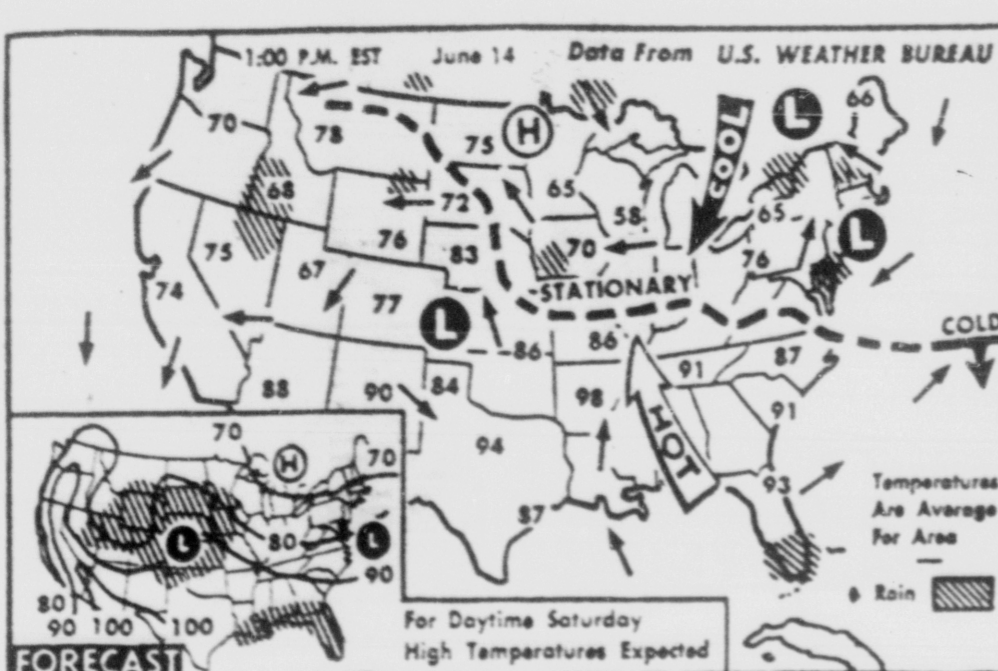 1:00 P.M. EST June 14 Data From U.S. WEATHER BUREAU
70
78
75
H
COOL
L
66
68
72
65
58
65
75
76
83
70
76
L
67
74
77
L
STATIONARY
86
86
91
87
COLD
88
90
84
98
HOT
91
94
93
87
Temperatures
Are Average
For Area
Rain
70
H
70
L
80
L
90
80
90 100 100
FORECAST
For Daytime Saturday
High Temperatures Expected